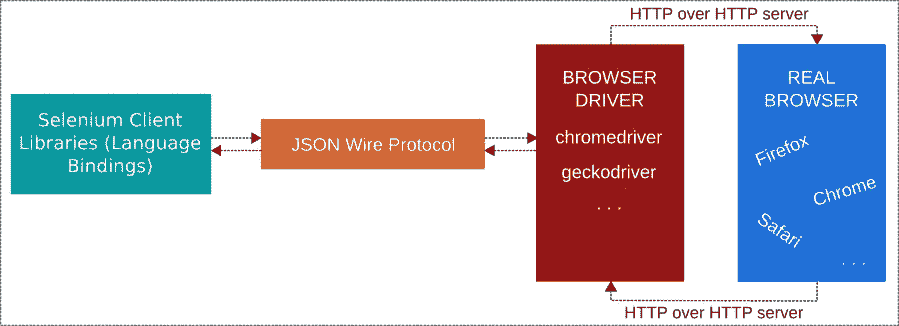 HTTP over HTTP server
Selenium Client
Libraries (Language
Bindings)
JSON Wire Protocol
BROWSER
DRIVER
chromedriver
geckodriver
. . .
REAL
BROWSER
Firefox
Chrome
Safari
. . .
HTTP over HTTP server